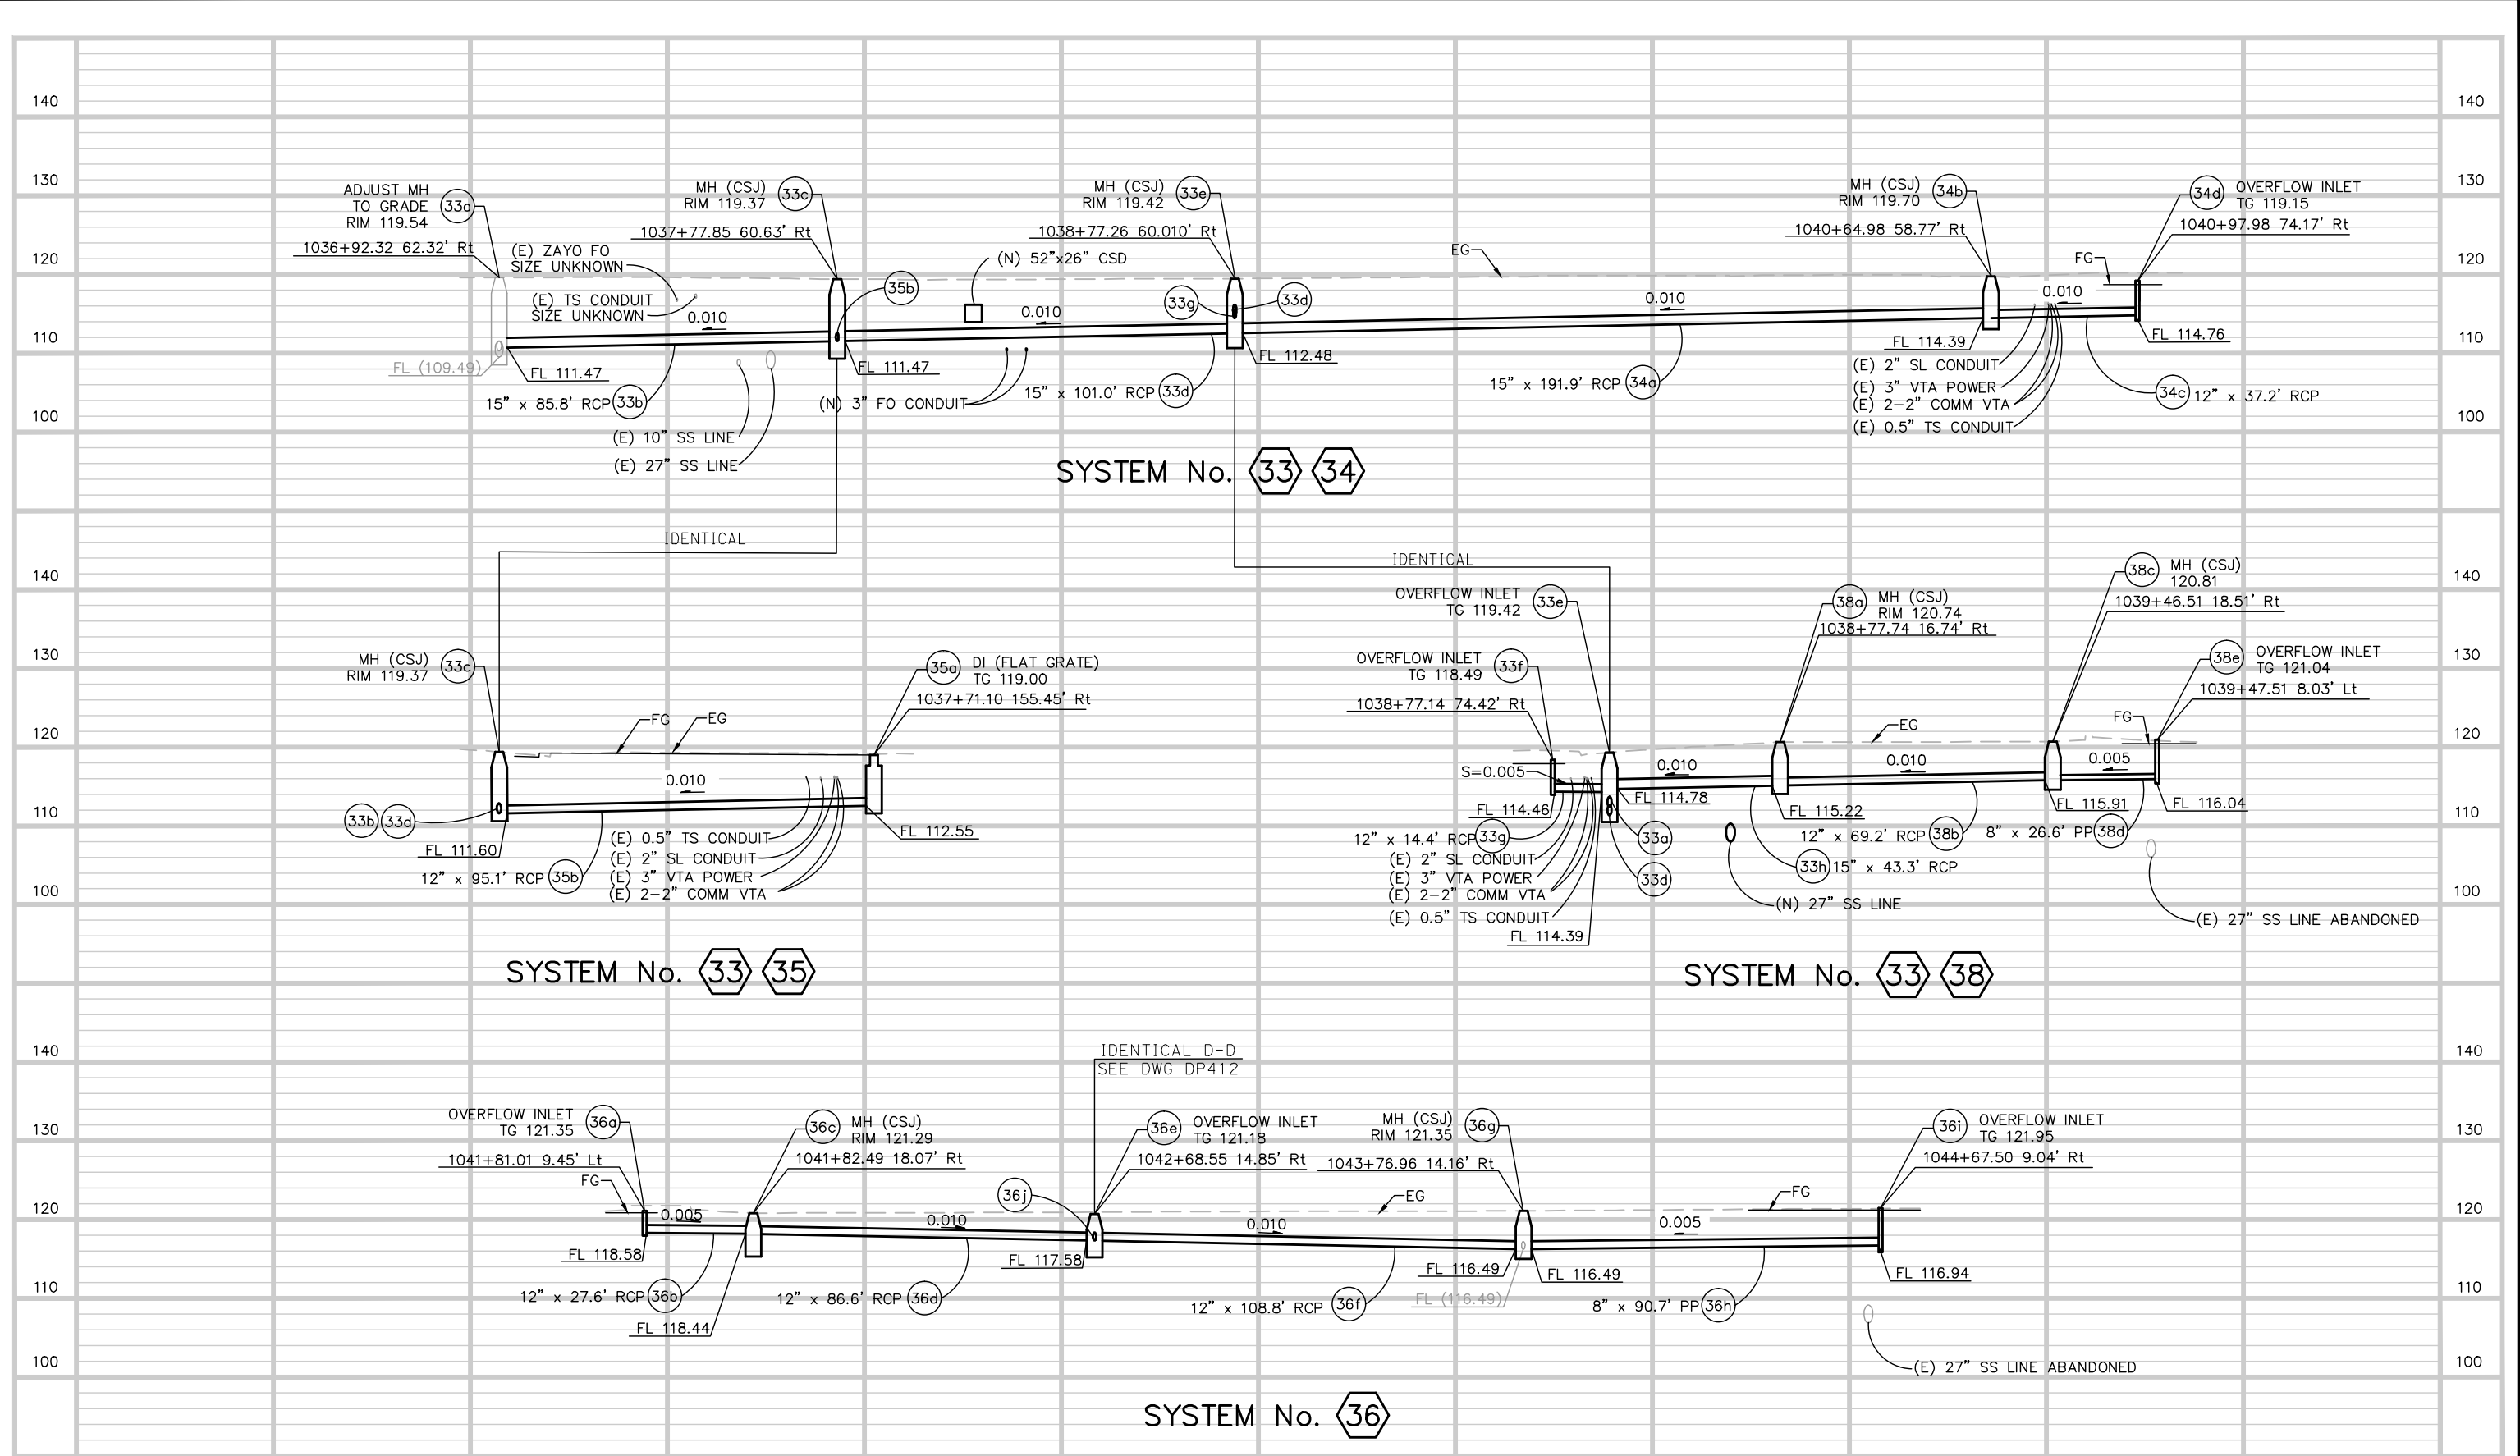 140
140
130
130
120
120
110
110
100
100
ADJUST MH
TO GRADE
RIM 119.54
33a
1036+92.32 62.32' Rt
(E) ZAYO FO
SIZE UNKNOWN
(E) TS CONDUIT
SIZE UNKNOWN
MH (CSJ)
RIM 119.37
33c
1037+77.85 60.63' Rt
35b
(N) 52"x26" CSD
MH (CSJ)
RIM 119.42
33e
1038+77.26 60.010' Rt
33g
33d
EG
MH (CSJ)
RIM 119.70
34b
1040+64.98 58.77' Rt
34d
OVERFLOW INLET
TG 119.15
1040+97.98 74.17' Rt
FG
0.010
0.010
0.010
0.010
FL (109.49)
FL 111.47
15" x 85.8' RCP
33b
FL 111.47
(E) 10" SS LINE
(E) 27" SS LINE
(N) 3" FO CONDUIT
15" x 101.0' RCP
33d
FL 112.48
15" x 191.9' RCP
34a
FL 114.39
(E) 2" SL CONDUIT
(E) 3" VTA POWER
(E) 2-2" COMM VTA
(E) 0.5" TS CONDUIT
FL 114.76
34c
12" x 37.2' RCP
SYSTEM No. 33 34
IDENTICAL
IDENTICAL
140
140
130
130
120
120
110
110
100
100
MH (CSJ)
RIM 119.37
33c
FG
EG
35a
DI (FLAT GRATE)
TG 119.00
1037+71.10 155.45' Rt
0.010
33b
33d
FL 111.60
12" x 95.1' RCP
35b
(E) 0.5" TS CONDUIT
(E) 2" SL CONDUIT
(E) 3" VTA POWER
(E) 2-2" COMM VTA
FL 112.55
SYSTEM No. 33 35
OVERFLOW INLET
TG 119.42
33e
OVERFLOW INLET
TG 118.49
33f
1038+77.14 74.42' Rt
38a
MH (CSJ)
RIM 120.74
1038+77.74 16.74' Rt
38c
MH (CSJ)
120.81
1039+46.51 18.51' Rt
38e
OVERFLOW INLET
TG 121.04
1039+47.51 8.03' Lt
EG
FG
S=0.005
0.010
0.010
0.005
FL 114.46
FL 114.78
FL 115.22
FL 115.91
FL 116.04
12" x 14.4' RCP
33g
33a
33d
(E) 2" SL CONDUIT
(E) 3" VTA POWER
(E) 2-2" COMM VTA
(E) 0.5" TS CONDUIT
FL 114.39
12" x 69.2' RCP
38b
8" x 26.6' PP
38d
33h
15" x 43.3' RCP
(N) 27" SS LINE
(E) 27" SS LINE ABANDONED
SYSTEM No. 33 38
140
140
130
130
120
120
110
110
100
100
IDENTICAL D-D
SEE DWG DP412
OVERFLOW INLET
TG 121.35
36a
1041+81.01 9.45' Lt
FG
36c
MH (CSJ)
RIM 121.29
1041+82.49 18.07' Rt
36j
36e
OVERFLOW INLET
TG 121.18
1042+68.55 14.85' Rt
MH (CSJ)
RIM 121.35
36g
1043+76.96 14.16' Rt
EG
FG
36i
OVERFLOW INLET
TG 121.95
1044+67.50 9.04' Rt
0.005
0.010
0.010
0.005
FL 118.58
12" x 27.6' RCP
36b
FL 118.44
12" x 86.6' RCP
36d
FL 117.58
12" x 108.8' RCP
36f
FL 116.49
FL (116.49)
FL 116.49
8" x 90.7' PP
36h
FL 116.94
(E) 27" SS LINE ABANDONED
SYSTEM No. 36